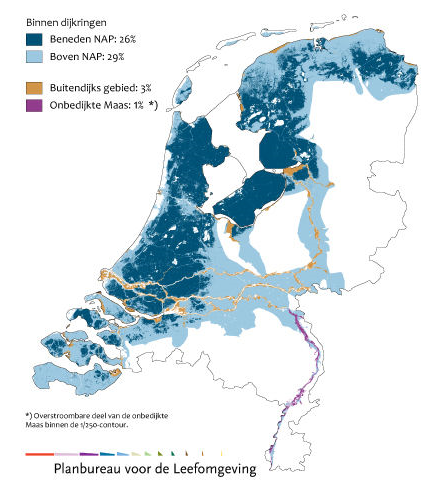 Binnen dijkringen
Beneden NAP: 26%
Boven NAP: 29%
Buitendijks gebied: 3%
Onbedijkte Maas: 1% *)
*) Overstroombare deel van de onbedijkte
Maas binnen de 1/250-contour.
Planbureau voor de Leefomgeving